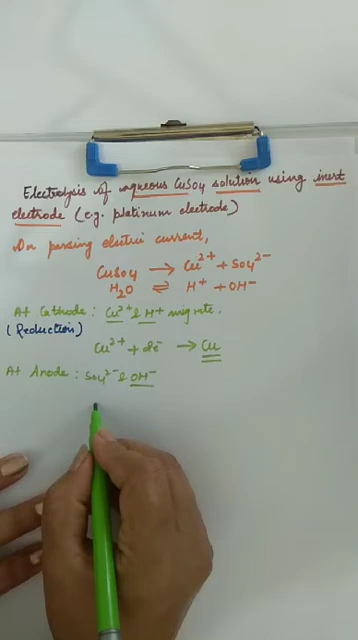 Electrolysis of aqueous CuSO4 solution using inert
electrode (e.g. platinum electrode)
On passing electric current,
CuSO4 → Cu²⁺ + SO4²⁻
H2O ⇌ H⁺ + OH⁻
At Cathode : Cu²⁺ & H⁺ migrate.
(Reduction)
Cu²⁺ + 2e⁻ → Cu
At Anode : SO4²⁻ & OH⁻